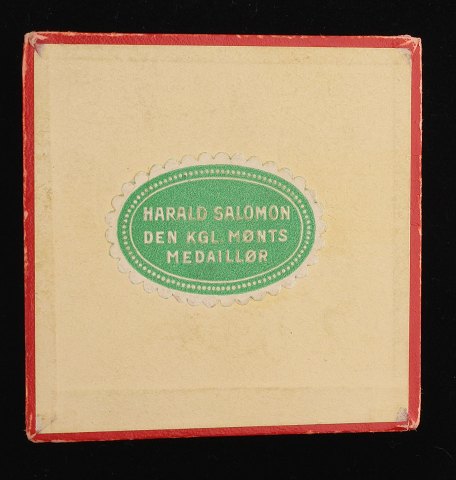 HARALD SALOMON
DEN KGL. MØNTS
MEDAILLØR